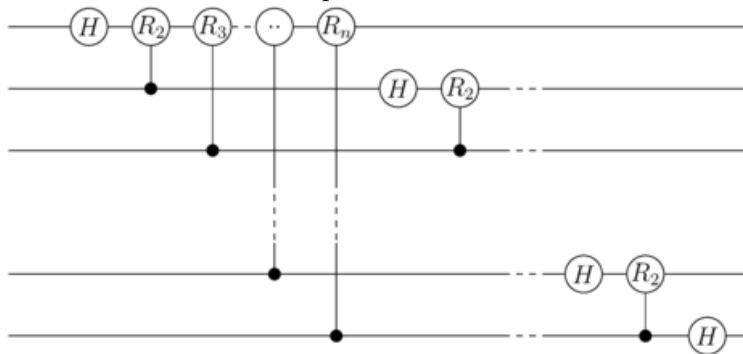 H R₂ R₃ ·· Rₙ
H R₂
H R₂
H